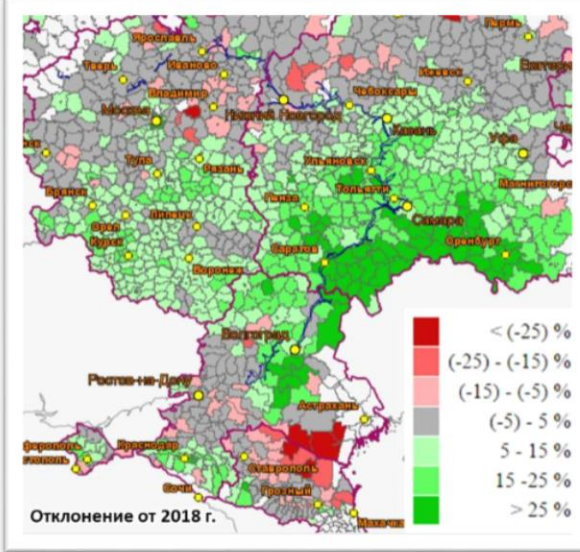 Ярославль
Пермь
Тверь
Иваново
Ижевск
Владимир
Чебоксары
Москва
Нижний Новгород
Казань
Уфа
Тула
Рязань
Ульяновск
Тольятти
Магнитогорс
Брянск
Пенза
Орел
Липецк
Самара
Курск
Саратов
Оренбург
Воронеж
Волгоград
Ростов-на-Дону
Астрахань
Краснодар
Ставрополь
Сочи
Грозный
Махачка
< (-25) %
(-25) - (-15) %
(-15) - (-5) %
(-5) - 5 %
5 - 15 %
15 -25 %
> 25 %
Отклонение от 2018 г.